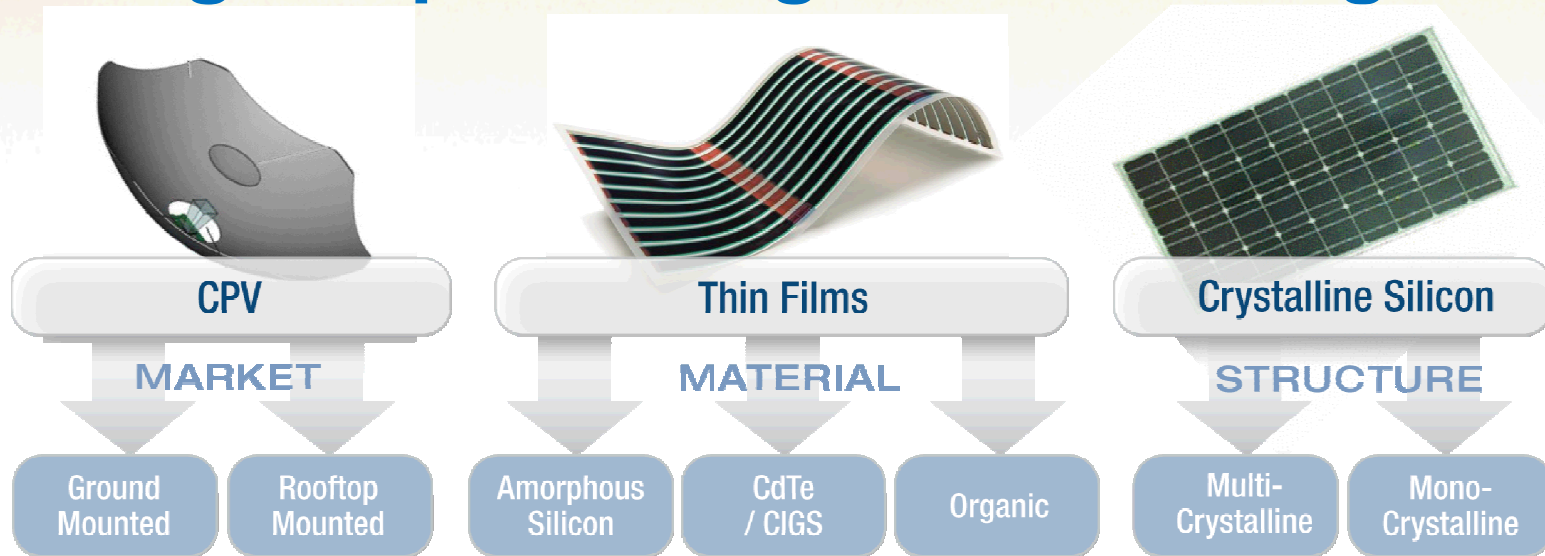 CPV
Thin Films
Crystalline Silicon
MARKET
MATERIAL
STRUCTURE
Ground
Mounted
Rooftop
Mounted
Amorphous
Silicon
CdTe
/ CIGS
Organic
Multi-
Crystalline
Mono-
Crystalline